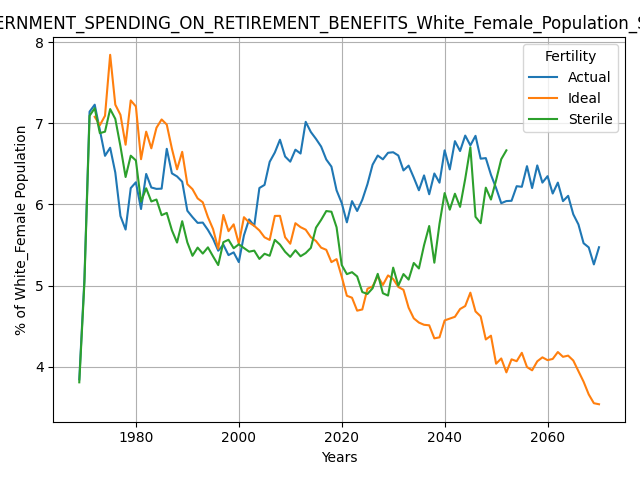 ERNMENT_SPENDING_ON_RETIREMENT_BENEFITS_White_Female_Population_S
8
7
6
5
4
% of White_Female Population
Fertility
Actual
Ideal
Sterile
1980
2000
2020
2040
2060
Years